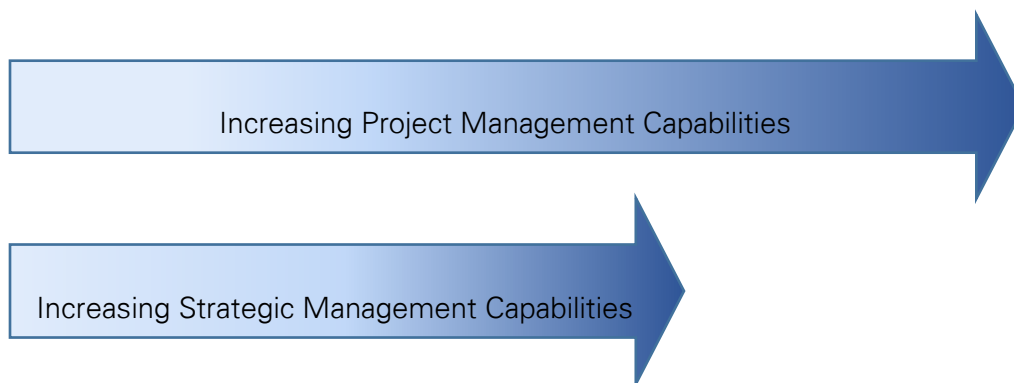 Increasing Project Management Capabilities
Increasing Strategic Management Capabilities